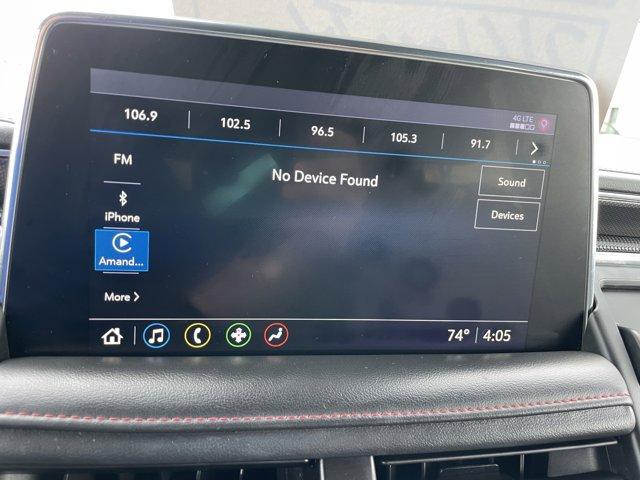 4G LTE
106.9 102.5 96.5 105.3 91.7
FM
No Device Found
Sound
iPhone
Devices
Amand...
More
74° 4:05